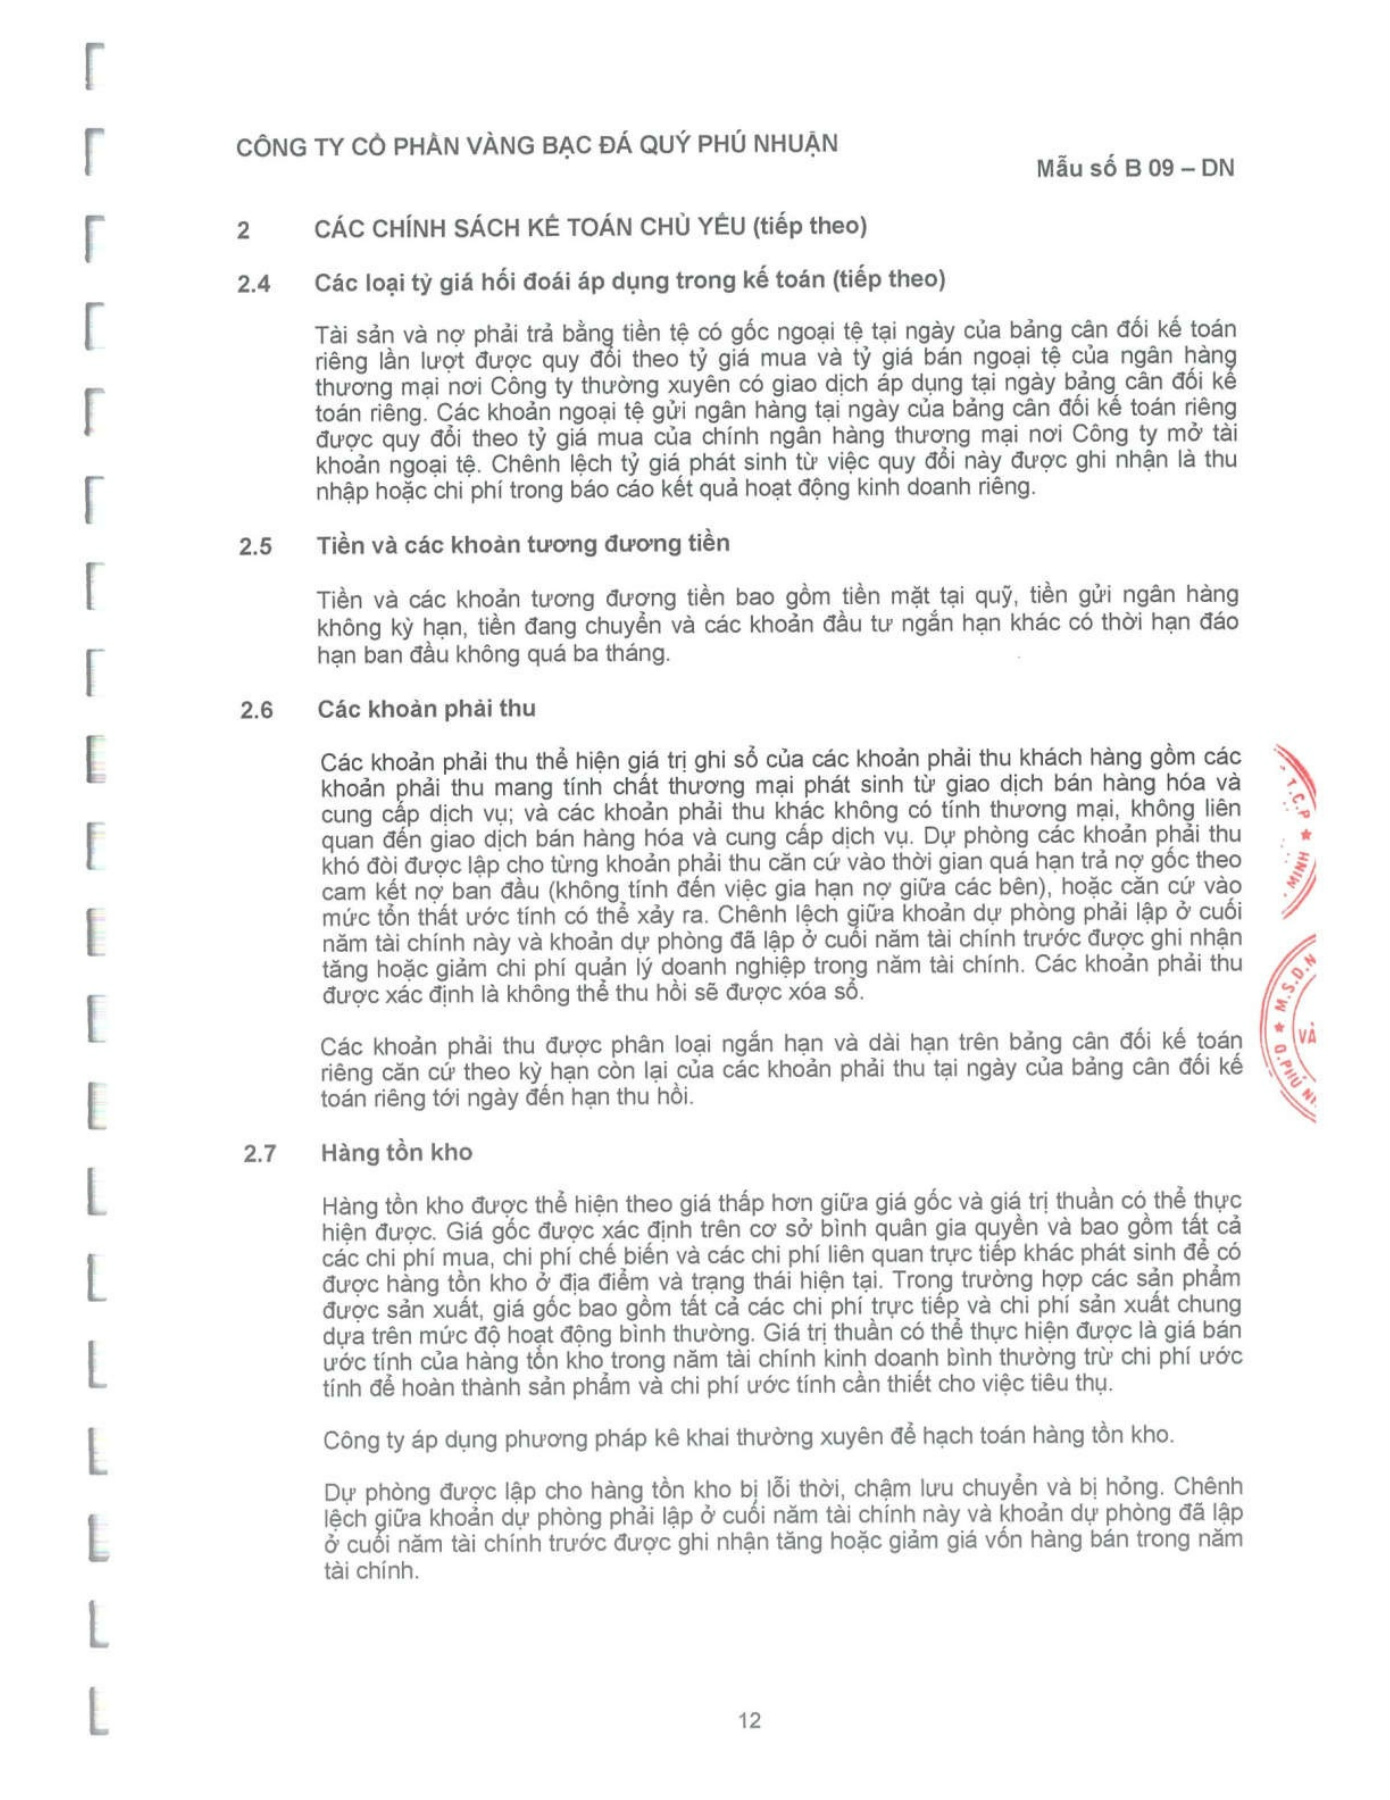 CÔNG TY CỔ PHẦN VÀNG BẠC ĐÁ QUÝ PHÚ NHUẬN
Mẫu số B 09 – DN
2 CÁC CHÍNH SÁCH KẾ TOÁN CHỦ YẾU (tiếp theo)
2.4 Các loại tỷ giá hối đoái áp dụng trong kế toán (tiếp theo)
Tài sản và nợ phải trả bằng tiền tệ có gốc ngoại tệ tại ngày của bảng cân đối kế toán
riêng lần lượt được quy đổi theo tỷ giá mua và tỷ giá bán ngoại tệ của ngân hàng
thương mại nơi Công ty thường xuyên có giao dịch áp dụng tại ngày bảng cân đối kế
toán riêng. Các khoản ngoại tệ gửi ngân hàng tại ngày của bảng cân đối kế toán riêng
được quy đổi theo tỷ giá mua của chính ngân hàng thương mại nơi Công ty mở tài
khoản ngoại tệ. Chênh lệch tỷ giá phát sinh từ việc quy đổi này được ghi nhận là thu
nhập hoặc chi phí trong báo cáo kết quả hoạt động kinh doanh riêng.
2.5 Tiền và các khoản tương đương tiền
Tiền và các khoản tương đương tiền bao gồm tiền mặt tại quỹ, tiền gửi ngân hàng
không kỳ hạn, tiền đang chuyển và các khoản đầu tư ngắn hạn khác có thời hạn đáo
hạn ban đầu không quá ba tháng.
2.6 Các khoản phải thu
Các khoản phải thu thể hiện giá trị ghi sổ của các khoản phải thu khách hàng gồm các
khoản phải thu mang tính chất thương mại phát sinh từ giao dịch bán hàng hóa và
cung cấp dịch vụ; và các khoản phải thu khác không có tính thương mại, không liên
quan đến giao dịch bán hàng hóa và cung cấp dịch vụ. Dự phòng các khoản phải thu
khó đòi được lập cho từng khoản phải thu căn cứ vào thời gian quá hạn trả nợ gốc theo
cam kết nợ ban đầu (không tính đến việc gia hạn nợ giữa các bên), hoặc căn cứ vào
mức tổn thất ước tính có thể xảy ra. Chênh lệch giữa khoản dự phòng phải lập ở cuối
năm tài chính này và khoản dự phòng đã lập ở cuối năm tài chính trước được ghi nhận
tăng hoặc giảm chi phí quản lý doanh nghiệp trong năm tài chính. Các khoản phải thu
được xác định là không thể thu hồi sẽ được xóa sổ.
Các khoản phải thu được phân loại ngắn hạn và dài hạn trên bảng cân đối kế toán
riêng căn cứ theo kỳ hạn còn lại của các khoản phải thu tại ngày của bảng cân đối kế
toán riêng tới ngày đến hạn thu hồi.
2.7 Hàng tồn kho
Hàng tồn kho được thể hiện theo giá thấp hơn giữa giá gốc và giá trị thuần có thể thực
hiện được. Giá gốc được xác định trên cơ sở bình quân gia quyền và bao gồm tất cả
các chi phí mua, chi phí chế biến và các chi phí liên quan trực tiếp khác phát sinh để có
được hàng tồn kho ở địa điểm và trạng thái hiện tại. Trong trường hợp các sản phẩm
được sản xuất, giá gốc bao gồm tất cả các chi phí trực tiếp và chi phí sản xuất chung
dựa trên mức độ hoạt động bình thường. Giá trị thuần có thể thực hiện được là giá bán
ước tính của hàng tồn kho trong năm tài chính kinh doanh bình thường trừ chi phí ước
tính để hoàn thành sản phẩm và chi phí ước tính cần thiết cho việc tiêu thụ.
Công ty áp dụng phương pháp kê khai thường xuyên để hạch toán hàng tồn kho.
Dự phòng được lập cho hàng tồn kho bị lỗi thời, chậm lưu chuyển và bị hỏng. Chênh
lệch giữa khoản dự phòng phải lập ở cuối năm tài chính này và khoản dự phòng đã lập
ở cuối năm tài chính trước được ghi nhận tăng hoặc giảm giá vốn hàng bán trong năm
tài chính.
T.C.P ★
MINH
Q.PHÚ ★ M.S.D.N
12